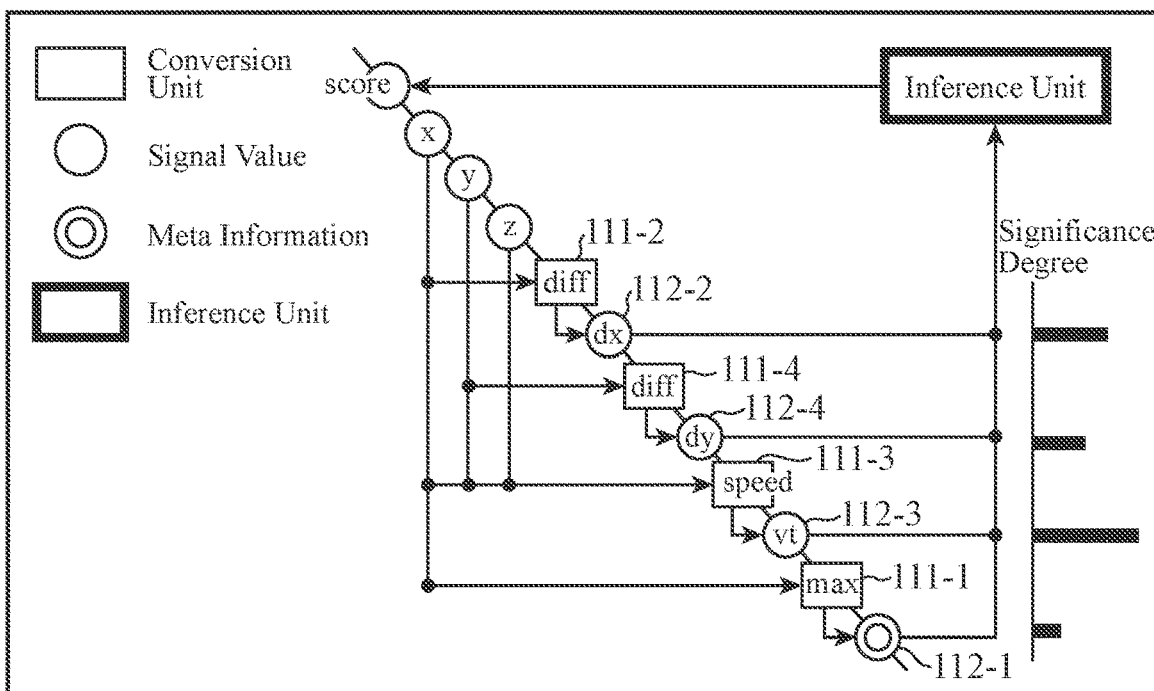 Conversion
Unit
Signal Value
Meta Information
Inference Unit
score
Inference Unit
x
y
z
111-2
diff
112-2
dx
Significance
Degree
111-4
diff
112-4
dy
111-3
speed
112-3
vt
111-1
max
112-1